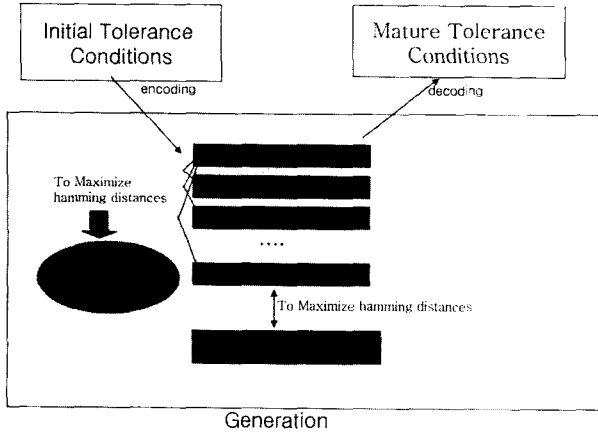 Initial Tolerance
Conditions
Mature Tolerance
Conditions
encoding
decoding
To Maximize
hamming distances
....
To Maximize hamming distances
Generation